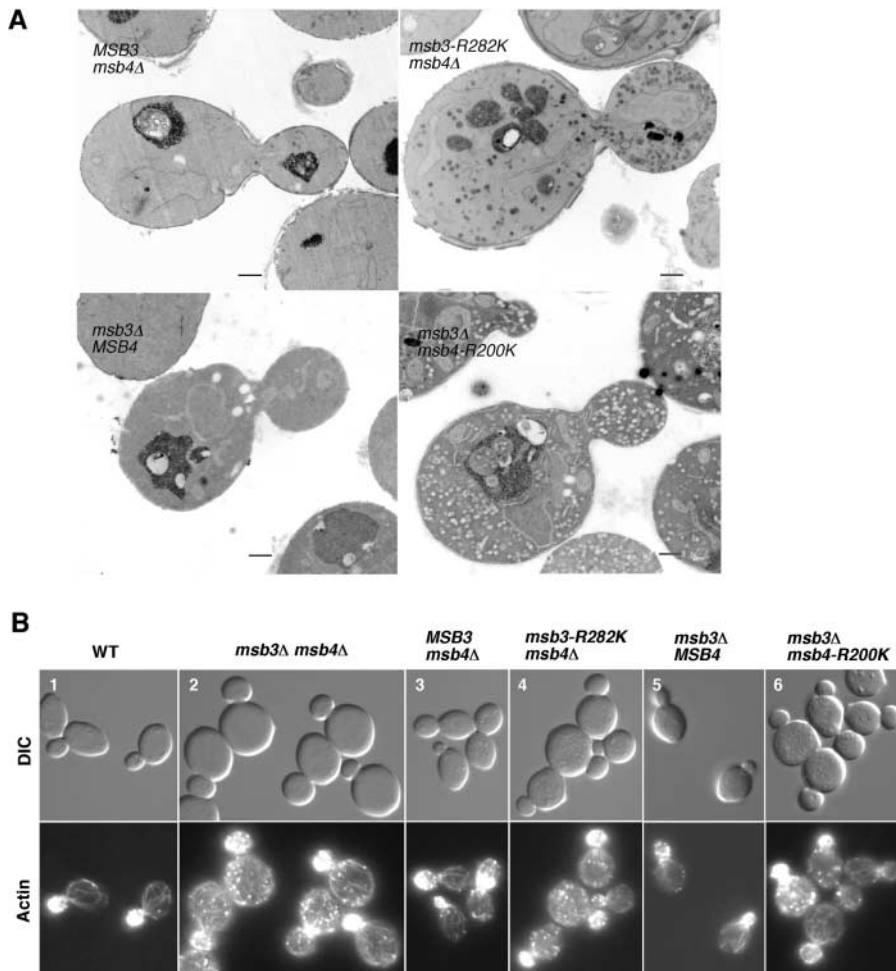 A
MSB3
msb4Δ
msb3-R282K
msb4Δ
msb3Δ
MSB4
msb3Δ
msb4-R200K
B
WT
msb3Δ msb4Δ
MSB3
msb4Δ
msb3-R282K
msb4Δ
msb3Δ
MSB4
msb3Δ
msb4-R200K
1
2
3
4
5
6
DIC
Actin